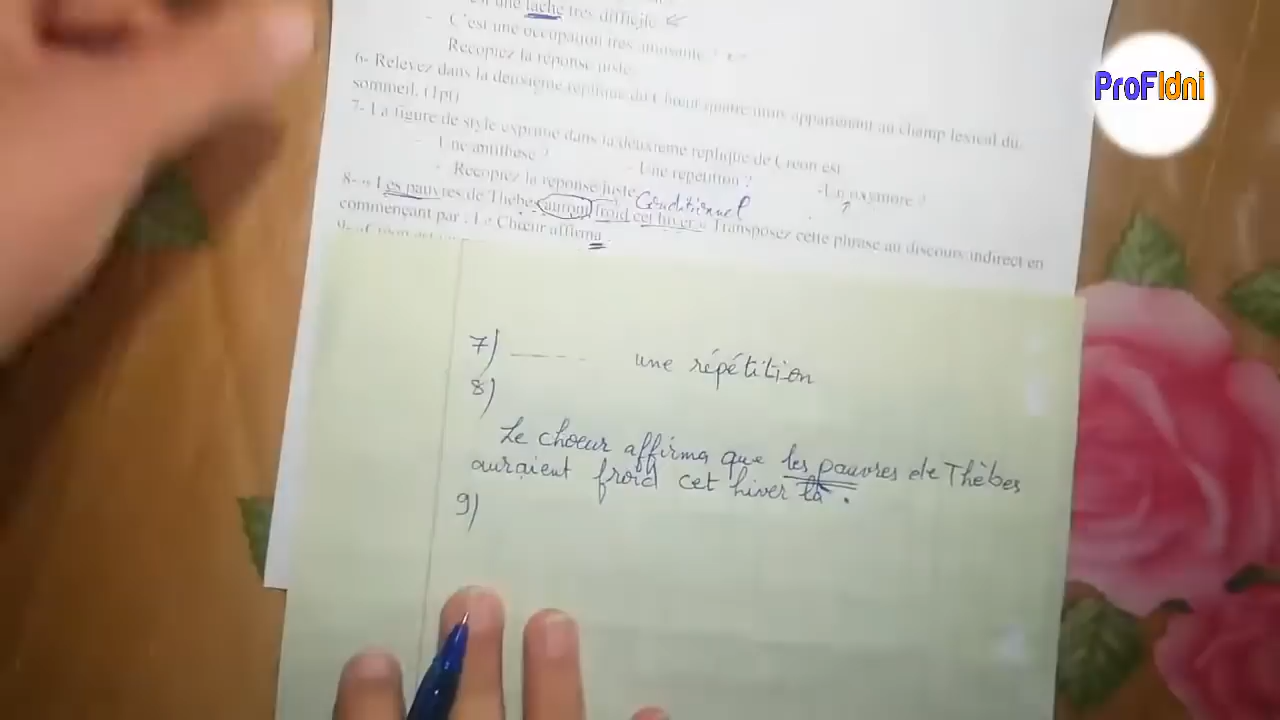 est une tache très difficile
- C'est une occupation très amusante ?
Recopiez la réponse juste
6- Relevez dans la deuxième réplique du Chœur quatre mots appartenant au champ lexical du
sommeil. (1pt)
7- La figure de style exprimé dans la deuxième réplique de Créon est
- Une antithèse ? - Une répétition ? - Un oxymore ?
- Recopiez la réponse juste Conditionnel
8- « Les pauvres de Thèbes auront froid cet hiver » Transposez cette phrase au discours indirect en
commençant par : Le Chœur affirma
ProFIdni
7) ------ une répétition
8)
Le chœur affirma que les pauvres de Thèbes
auraient froid cet hiver là.
9)